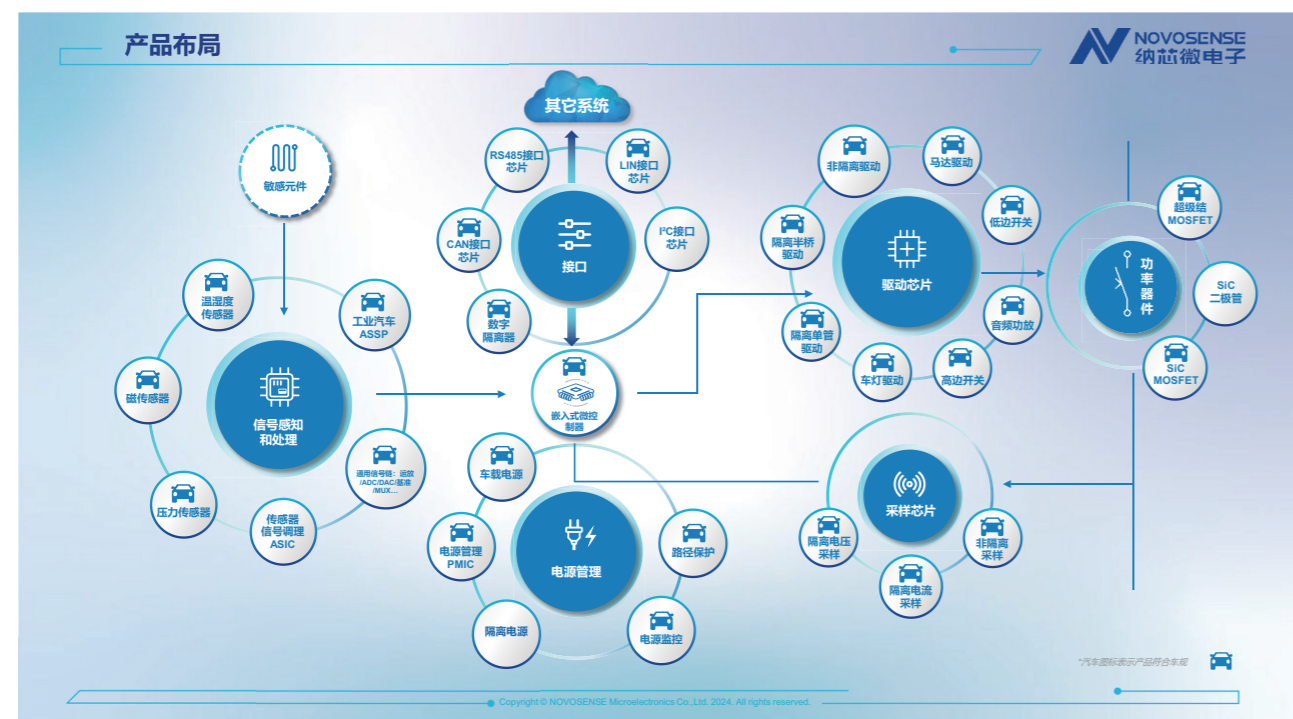 产品布局
NOVOSENSE
纳芯微电子
其它系统
敏感元件
RS485接口
芯片
LIN接口
芯片
CAN接口
芯片
I²C接口
芯片
接口
数字
隔离器
非隔离驱动
马达驱动
隔离半桥
驱动
低边开关
驱动芯片
隔离单管
驱动
音频功放
车灯驱动
高边开关
超级结
MOSFET
功
率
器
件
SiC
二极管
SiC
MOSFET
温湿度
传感器
工业汽车
ASSP
磁传感器
信号感知
和处理
压力传感器
传感器
信号调理
ASIC
通用信号链：运放
/ADC/DAC/基准
/MUX....
嵌入式微控
制器
车载电源
电源管理
PMIC
电源管理
路径保护
隔离电源
电源监控
采样芯片
隔离电压
采样
隔离电流
采样
非隔离
采样
*汽车图标表示产品符合车规
Copyright © NOVOSENSE Microelectronics Co.,Ltd. 2024. All rights reserved.